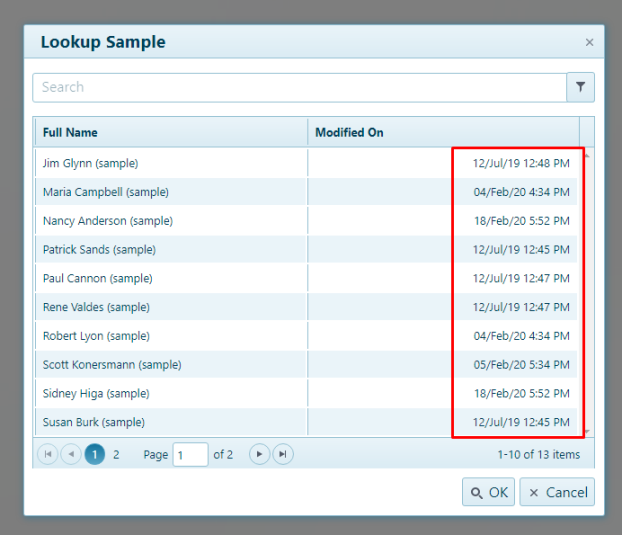 Lookup Sample
Search
Full Name Modified On
Jim Glynn (sample) 12/Jul/19 12:48 PM
Maria Campbell (sample) 04/Feb/20 4:34 PM
Nancy Anderson (sample) 18/Feb/20 5:52 PM
Patrick Sands (sample) 12/Jul/19 12:45 PM
Paul Cannon (sample) 12/Jul/19 12:47 PM
Rene Valdes (sample) 12/Jul/19 12:47 PM
Robert Lyon (sample) 04/Feb/20 4:34 PM
Scott Konersmann (sample) 05/Feb/20 5:34 PM
Sidney Higa (sample) 18/Feb/20 5:52 PM
Susan Burk (sample) 12/Jul/19 12:45 PM
1 2 Page 1 of 2 1-10 of 13 items
OK Cancel